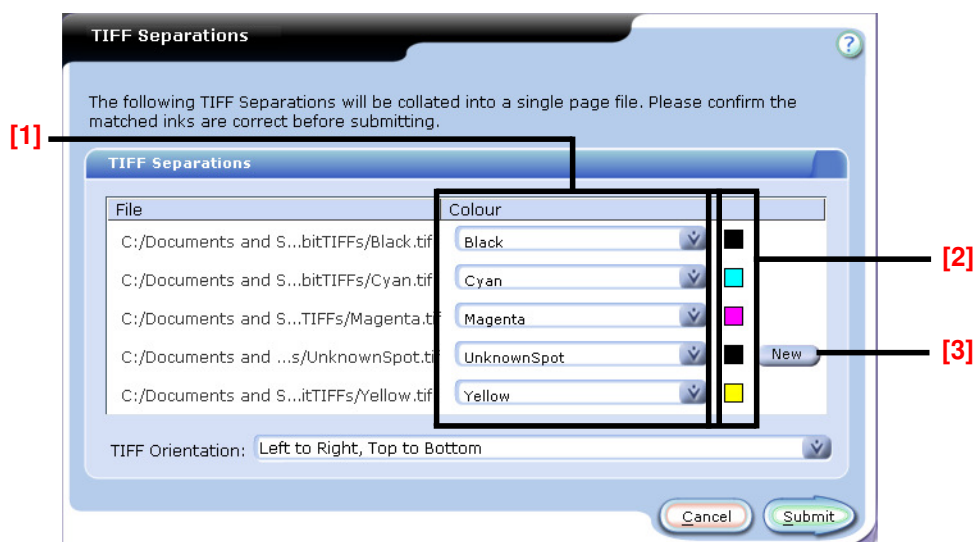 TIFF Separations
?
The following TIFF Separations will be collated into a single page file. Please confirm the
matched inks are correct before submitting.
[1]
TIFF Separations
File Colour
C:/Documents and S...bitTIFFs/Black.tif Black
[2]
C:/Documents and S...bitTIFFs/Cyan.tif Cyan
C:/Documents and S...TIFFs/Magenta.ti Magenta
C:/Documents and ...s/UnknownSpot.ti UnknownSpot New [3]
C:/Documents and S...itTIFFs/Yellow.tif Yellow
TIFF Orientation: Left to Right, Top to Bottom
Cancel Submit